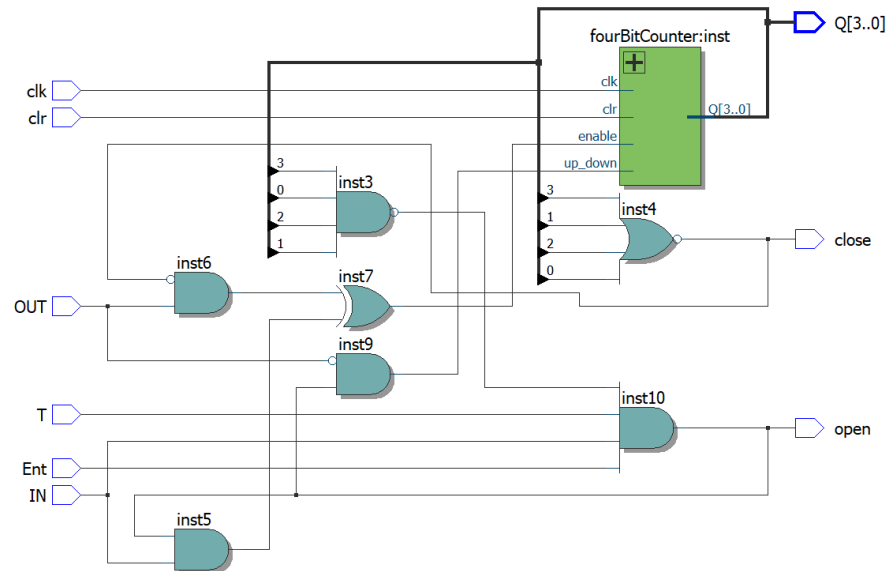 Q[3..0]
fourBitCounter:inst
clk
clk
clr
clr
Q[3..0]
enable
up_down
3
0
2
1
inst3
3
1
2
0
inst4
close
inst6
inst7
OUT
inst9
T
inst10
open
Ent
IN
inst5